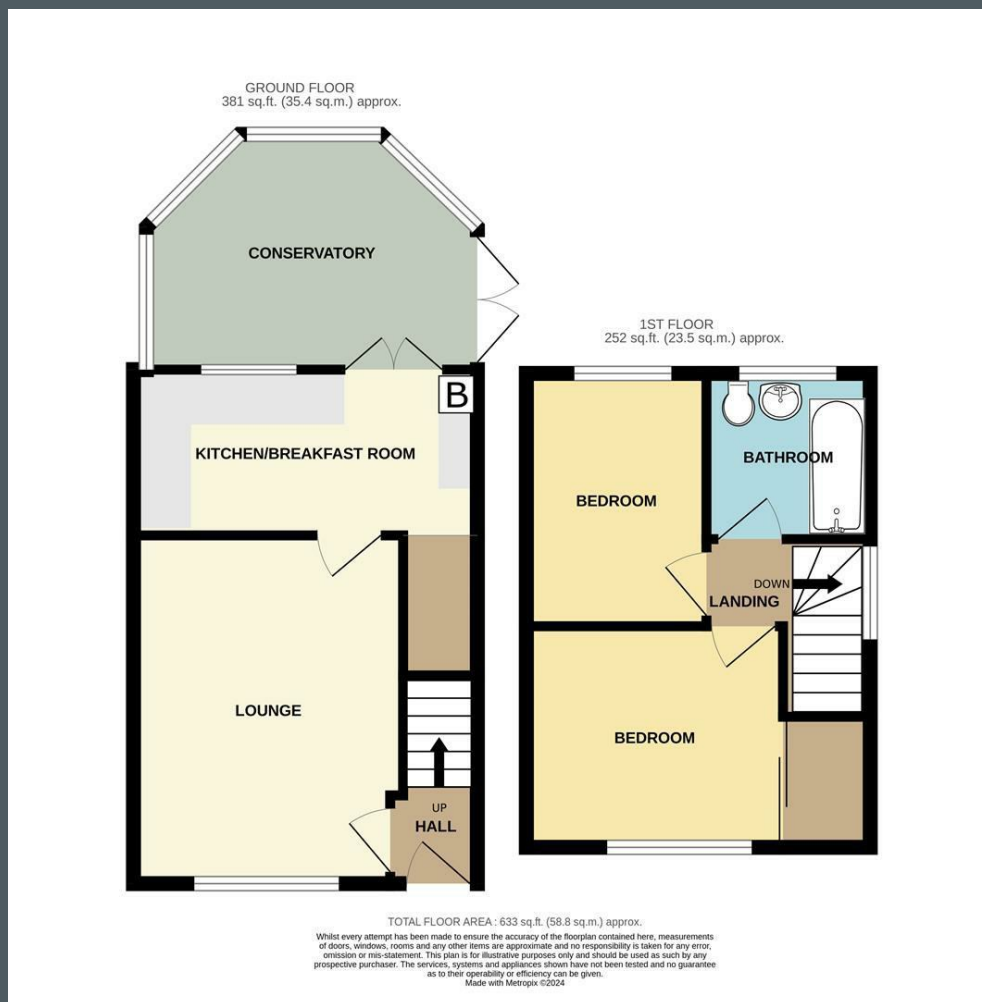 GROUND FLOOR
381 sq.ft. (35.4 sq.m.) approx.
CONSERVATORY
B
KITCHEN/BREAKFAST ROOM
LOUNGE
UP
HALL
1ST FLOOR
252 sq.ft. (23.5 sq.m.) approx.
BATHROOM
BEDROOM
DOWN
LANDING
BEDROOM
TOTAL FLOOR AREA : 633 sq.ft. (58.8 sq.m.) approx.
Whilst every attempt has been made to ensure the accuracy of the floorplan contained here, measurements
of doors, windows, rooms and any other items are approximate and no responsibility is taken for any error,
omission or mis-statement. This plan is for illustrative purposes only and should be used as such by any
prospective purchaser. The services, systems and appliances shown have not been tested and no guarantee
as to their operability or efficiency can be given.
Made with Metropix ©2024